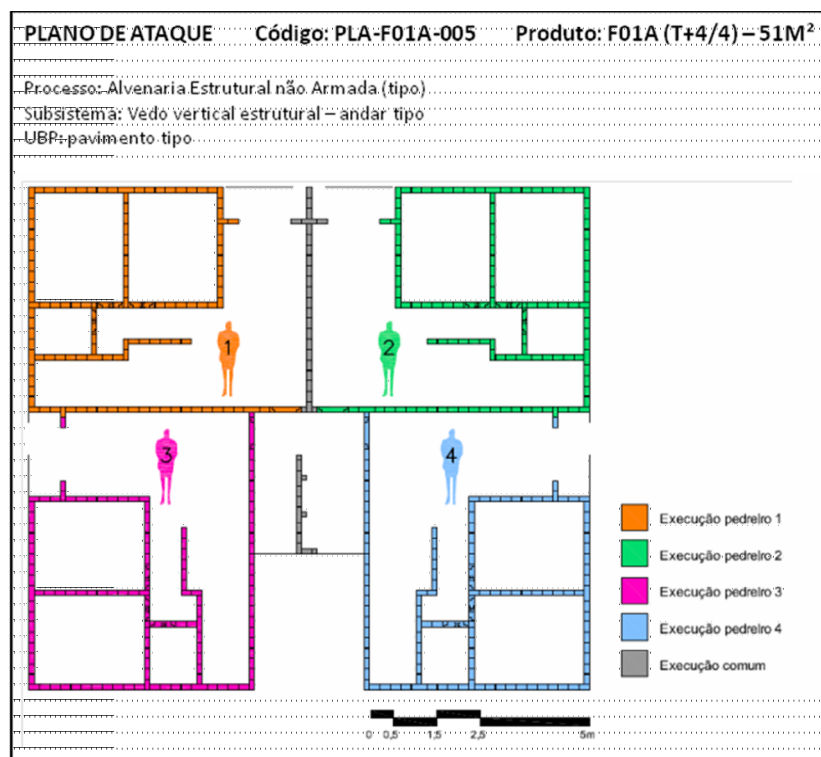 PLANO DE ATAQUE Código: PLA-F01A-005 Produto: F01A (T+4/4) – 51M²
Processo: Alvenaria Estrutural não Armada (tipo)
Subsistema: Vedo vertical estrutural – andar tipo
UBP: pavimento tipo
1
2
3
4
Execução pedreiro 1
Execução pedreiro 2
Execução pedreiro 3
Execução pedreiro 4
Execução comum
0 0,5 1,5 2,5 5m